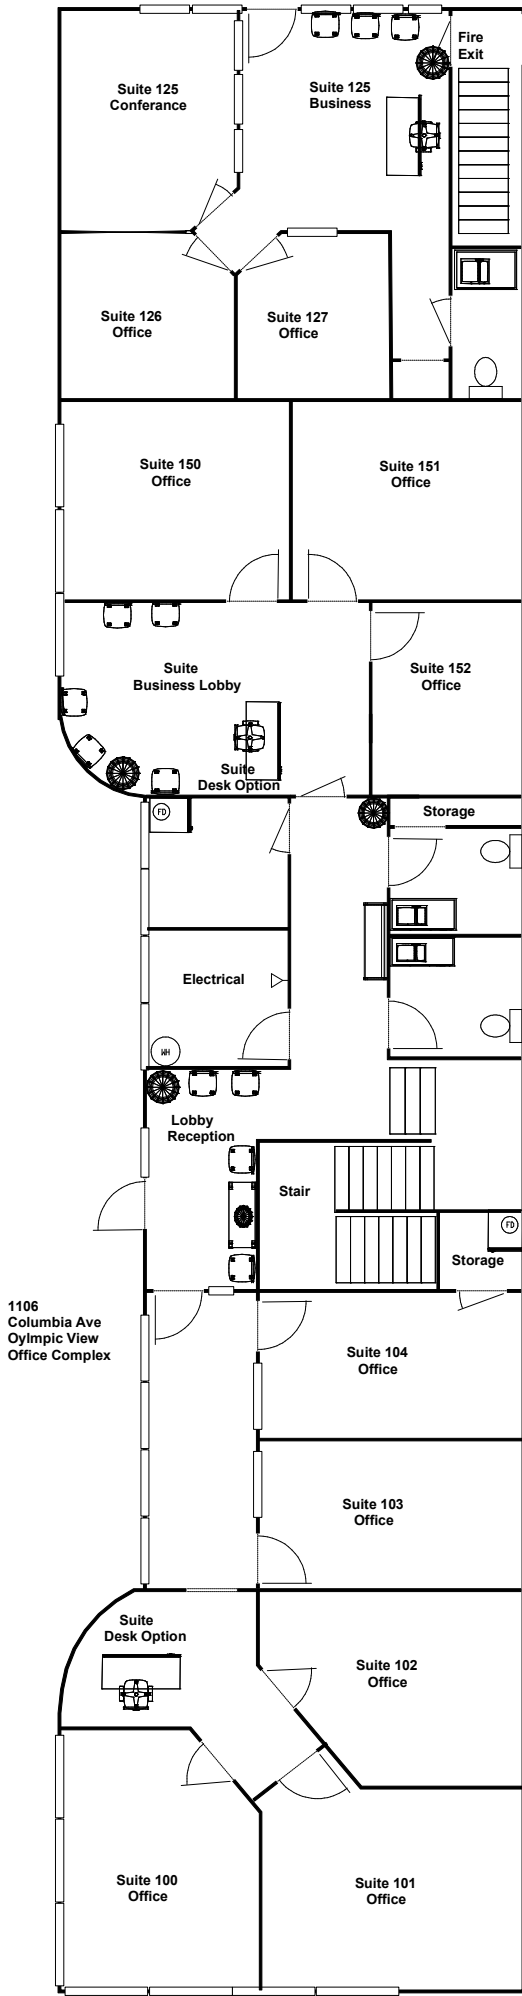 Fire
Exit
Suite 125
Conferance
Suite 125
Business
Suite 126
Office
Suite 127
Office
Suite 150
Office
Suite 151
Office
Suite
Business Lobby
Suite 152
Office
Suite
Desk Option
FD
Storage
Electrical
WH
Lobby
Reception
Stair
FD
Storage
1106
Columbia Ave
Oylmpic View
Office Complex
Suite 104
Office
Suite 103
Office
Suite
Desk Option
Suite 102
Office
Suite 100
Office
Suite 101
Office